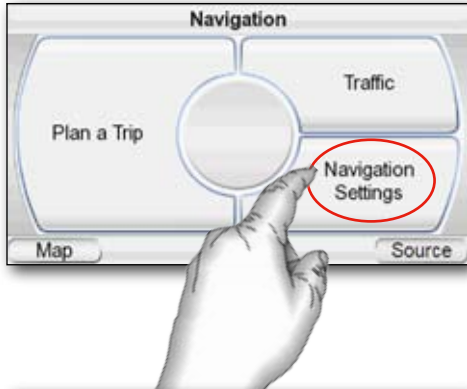 Navigation
Traffic
Plan a Trip
Navigation
Settings
Map
Source